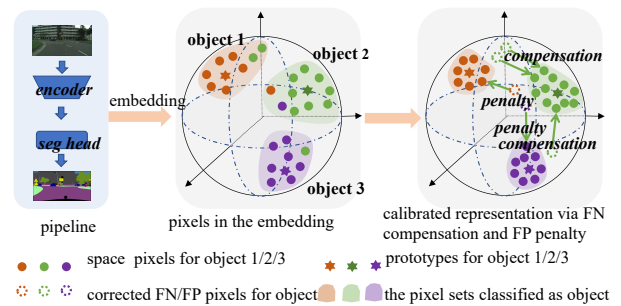 object 1
object 2
encoder
embedding
compensation
penalty
seg head
penalty
compensation
object 3
pipeline
pixels in the embedding
calibrated representation via FN
compensation and FP penalty
space pixels for object 1/2/3
prototypes for object 1/2/3
corrected FN/FP pixels for object
the pixel sets classified as object